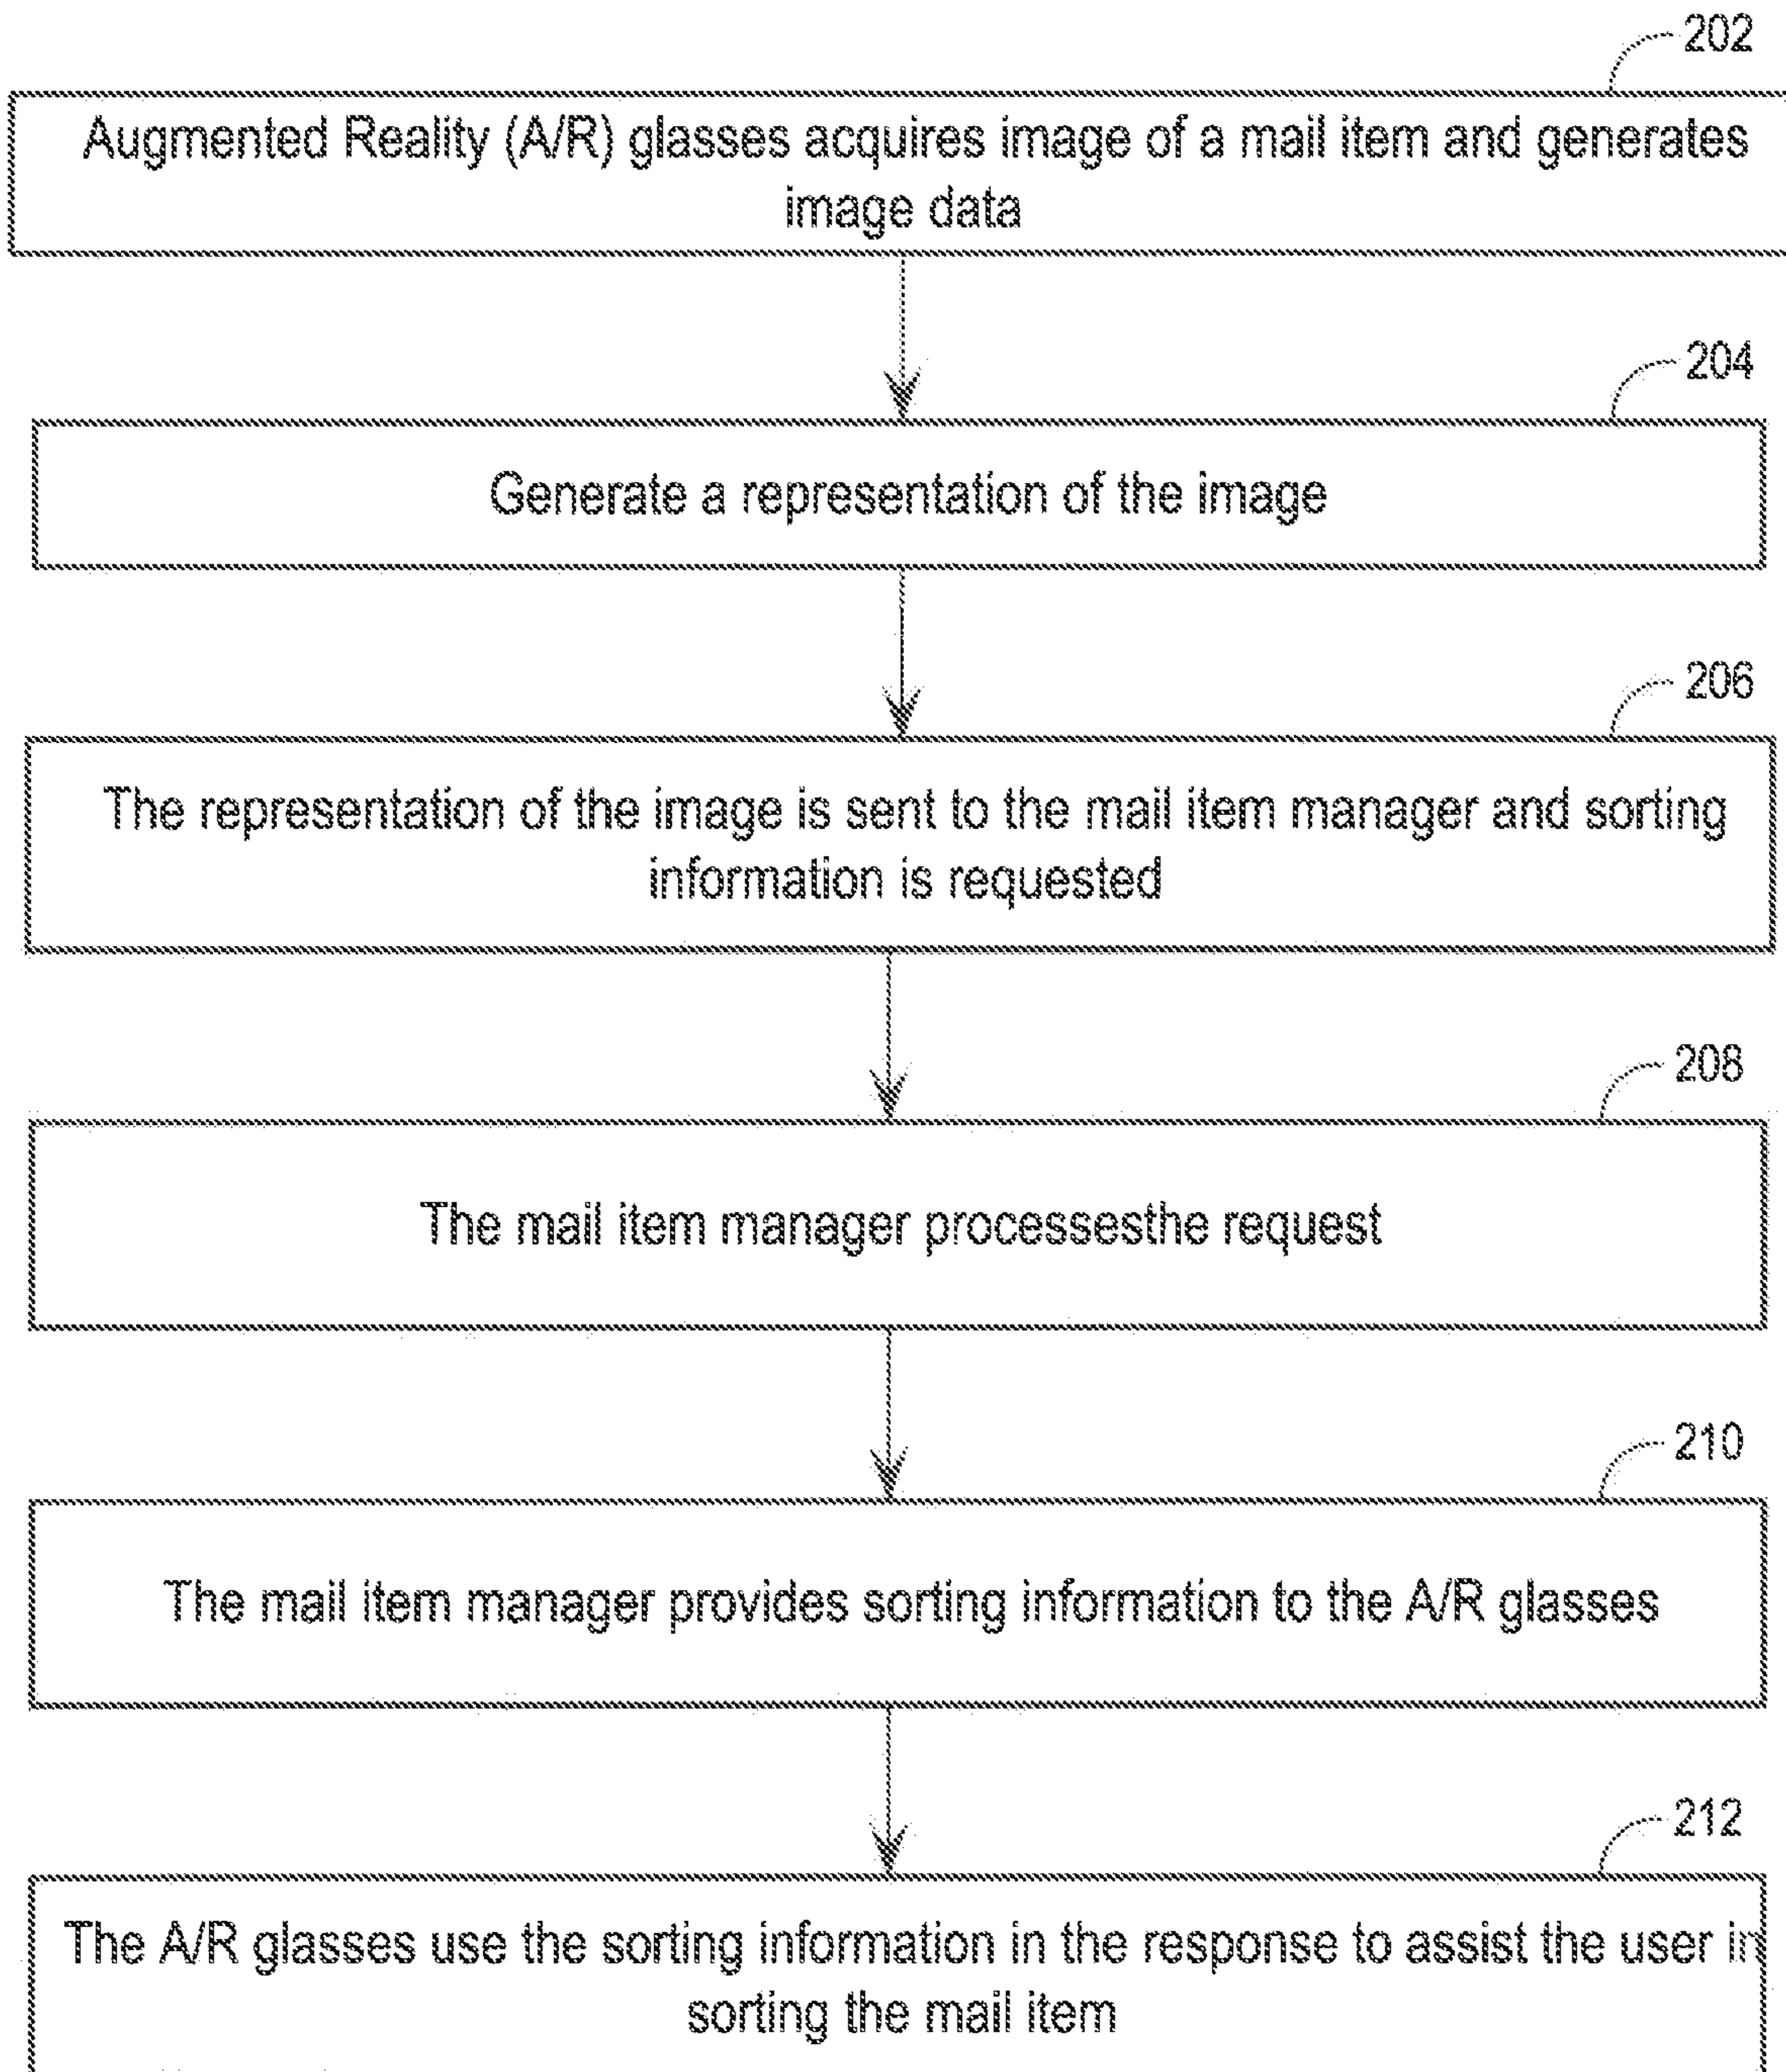 202
Augmented Reality (A/R) glasses acquires image of a mail item and generates
image data
204
Generate a representation of the image
206
The representation of the image is sent to the mail item manager and sorting
information is requested
208
The mail item manager processesthe request
210
The mail item manager provides sorting information to the A/R glasses
212
The A/R glasses use the sorting information in the response to assist the user in
sorting the mail item